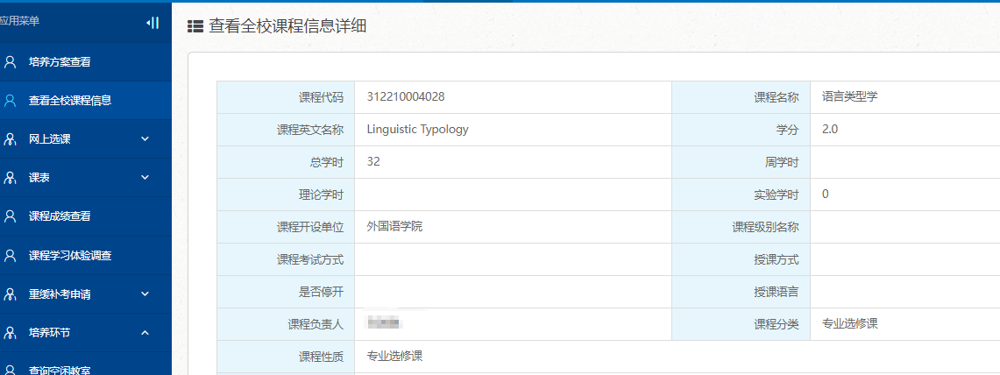 应用菜单
查看全校课程信息详细
培养方案查看
查看全校课程信息
网上选课
课表
课程成绩查看
课程学习体验调查
重缓补考申请
培养环节
查询空闲教室
课程代码 312210004028 课程名称 语言类型学
课程英文名称 Linguistic Typology 学分 2.0
总学时 32 周学时
理论学时 实验学时 0
课程开设单位 外国语学院 课程级别名称
课程考试方式 授课方式
是否停开 授课语言
课程负责人 课程分类 专业选修课
课程性质 专业选修课